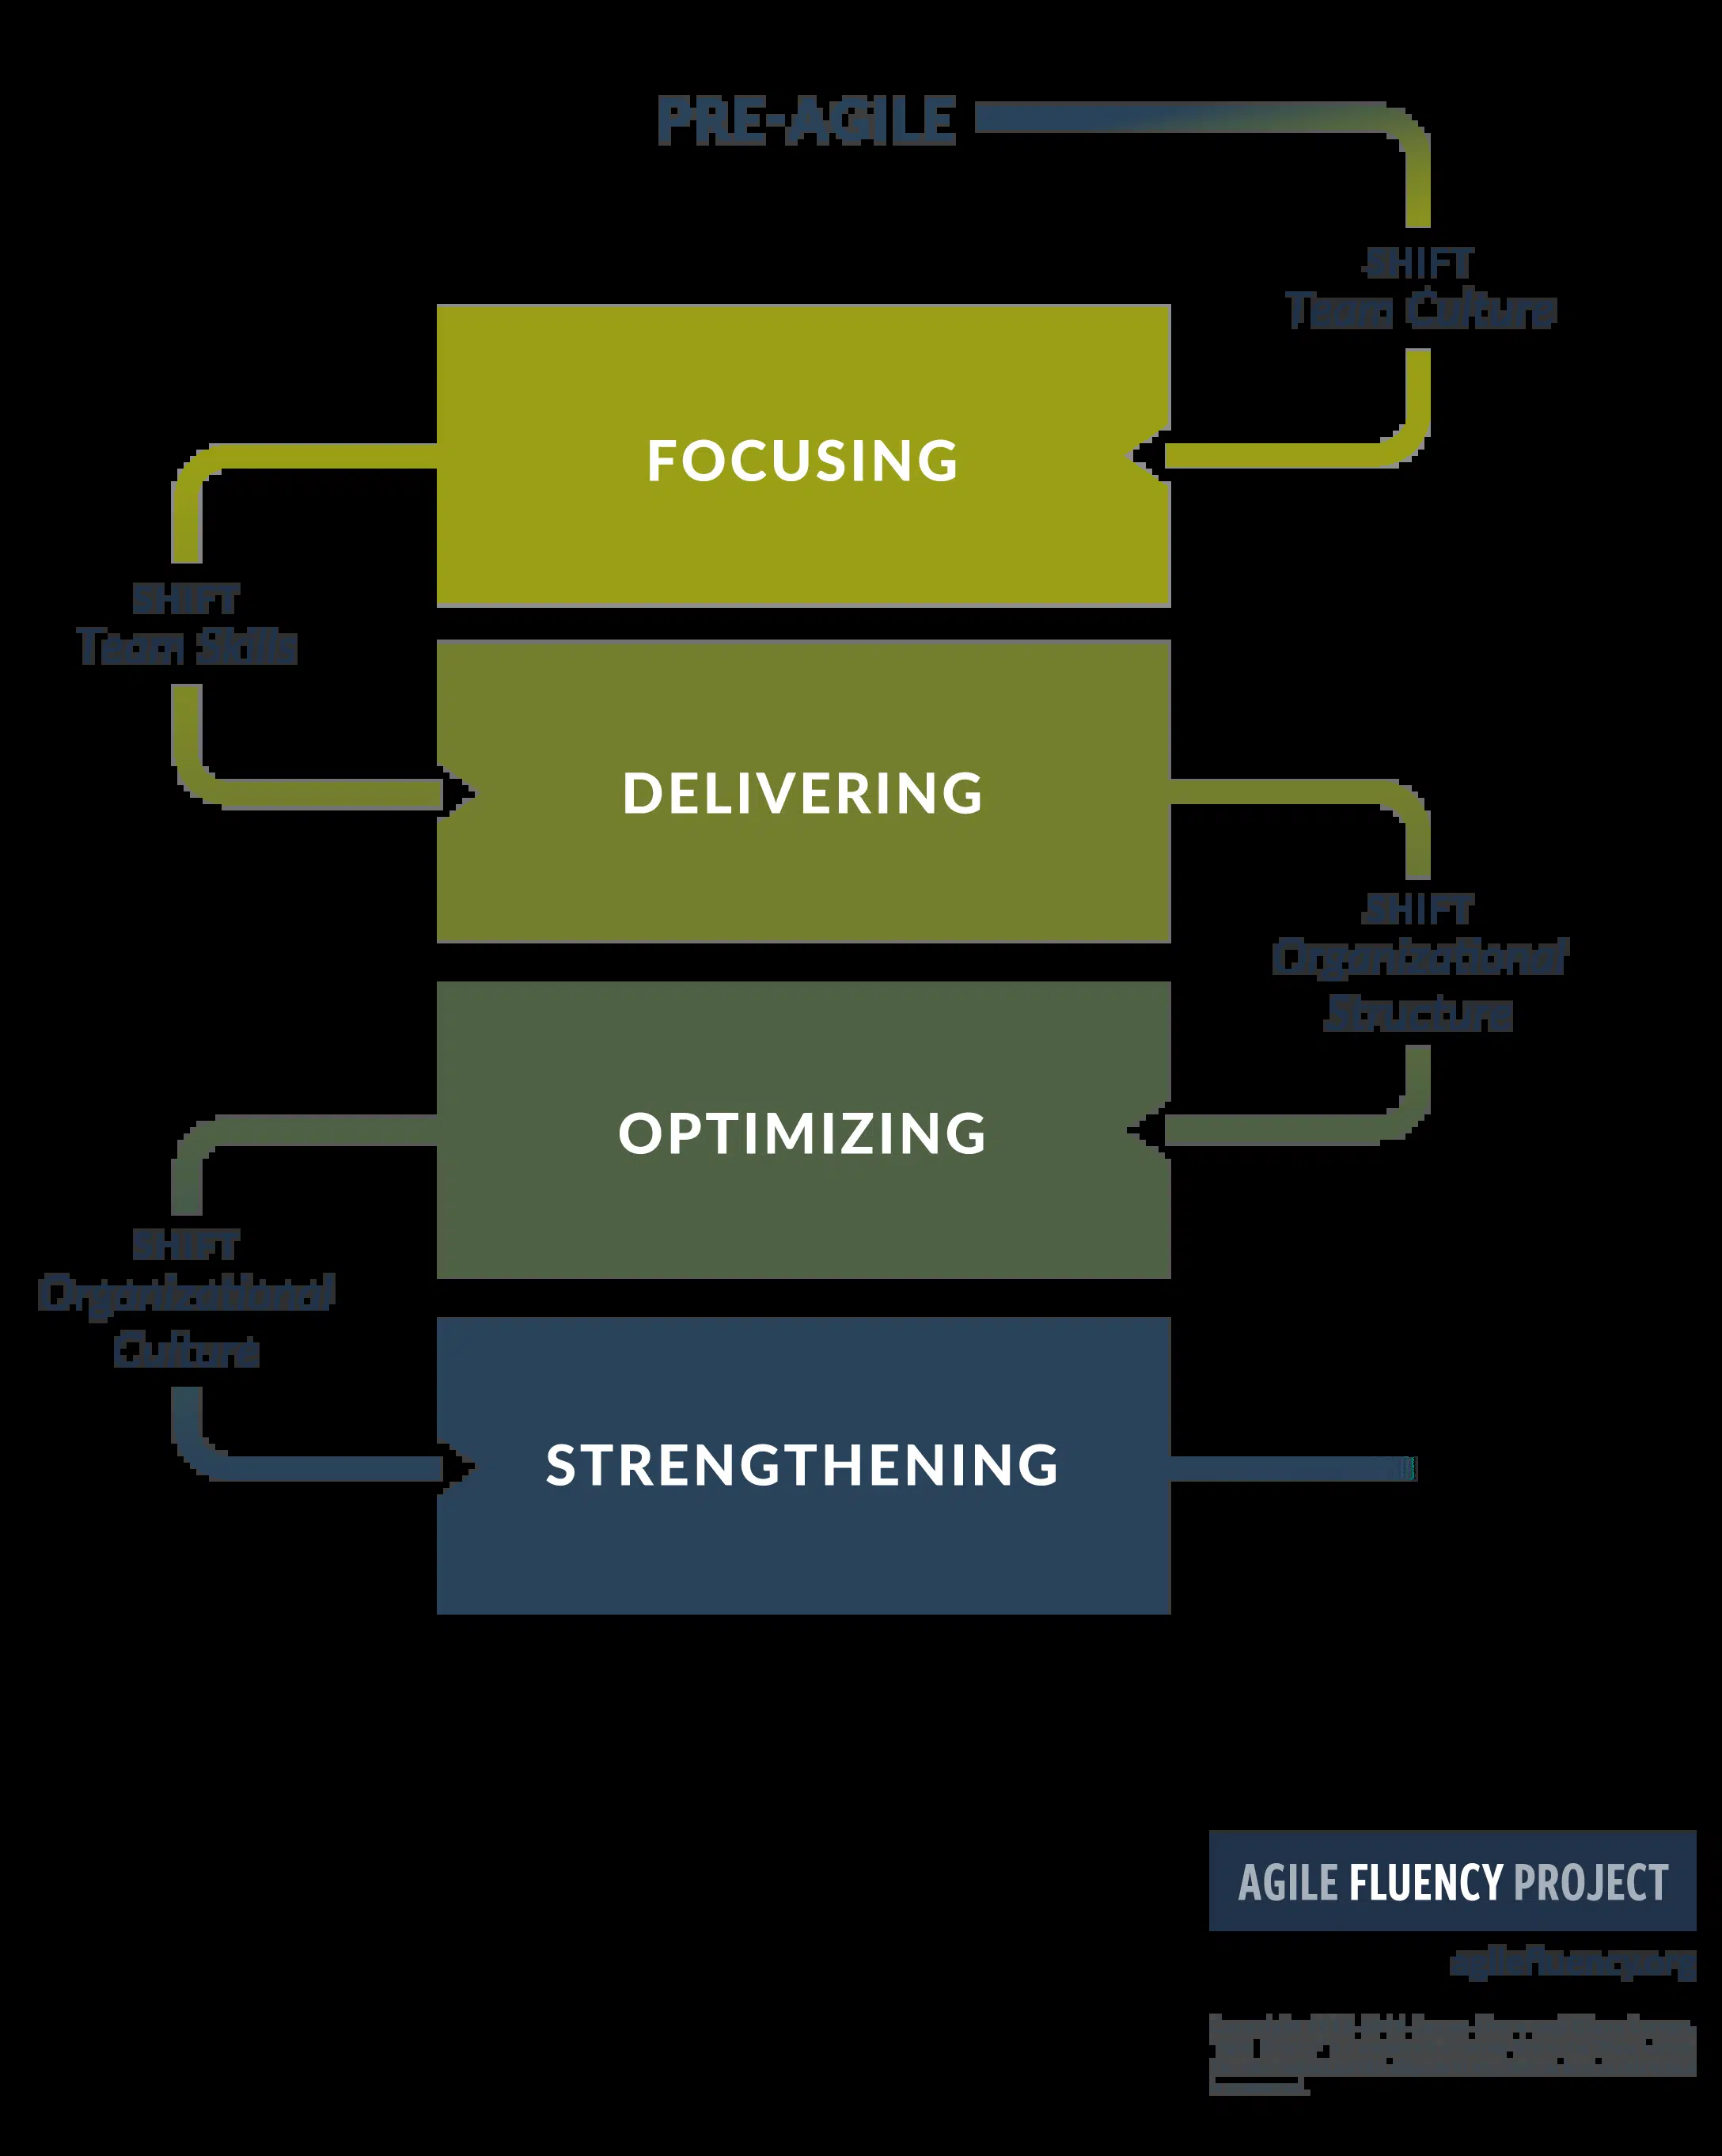 PRE-AGILE
SHIFT
Team Culture
FOCUSING
SHIFT
Team Skills
DELIVERING
SHIFT
Organizational
Structure
OPTIMIZING
SHIFT
Organizational
Culture
STRENGTHENING
AGILE FLUENCY PROJECT
agilefluency.org